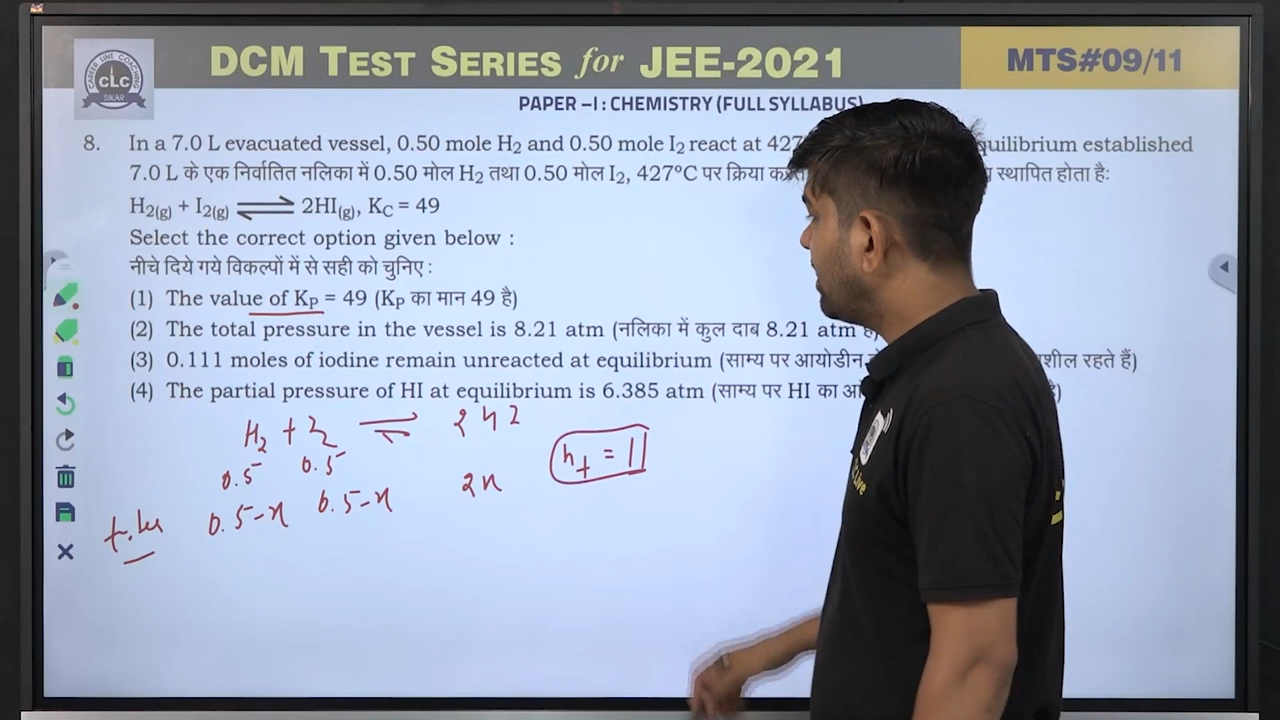 DCM TEST SERIES for JEE-2021
MTS#09/11
CAREER LINE COACHING
CLC
SIKAR
PAPER –I : CHEMISTRY (FULL SYLLABUS)
8. In a 7.0 L evacuated vessel, 0.50 mole H₂ and 0.50 mole I₂ react at 427 quilibrium established
7.0 L के एक निर्वातित नलिका में 0.50 मोल H₂ तथा 0.50 मोल I₂, 427°C पर क्रिया स्थापित होता हैः
H₂(g) + I₂(g) ⇌ 2HI(g), KC = 49
Select the correct option given below :
नीचे दिये गये विकल्पों में से सही को चुनिए :
(1) The value of KP = 49 (KP का मान 49 है)
(2) The total pressure in the vessel is 8.21 atm (नलिका में कुल दाब 8.21 atm
(3) 0.111 moles of iodine remain unreacted at equilibrium (साम्य पर आयोडीन शील रहते हैं)
(4) The partial pressure of HI at equilibrium is 6.385 atm (साम्य पर HI का
H₂ + I₂ ⇌ 2HI
0.5 0.5
0.5-x 0.5-x 2x
nₜ = 1
Live